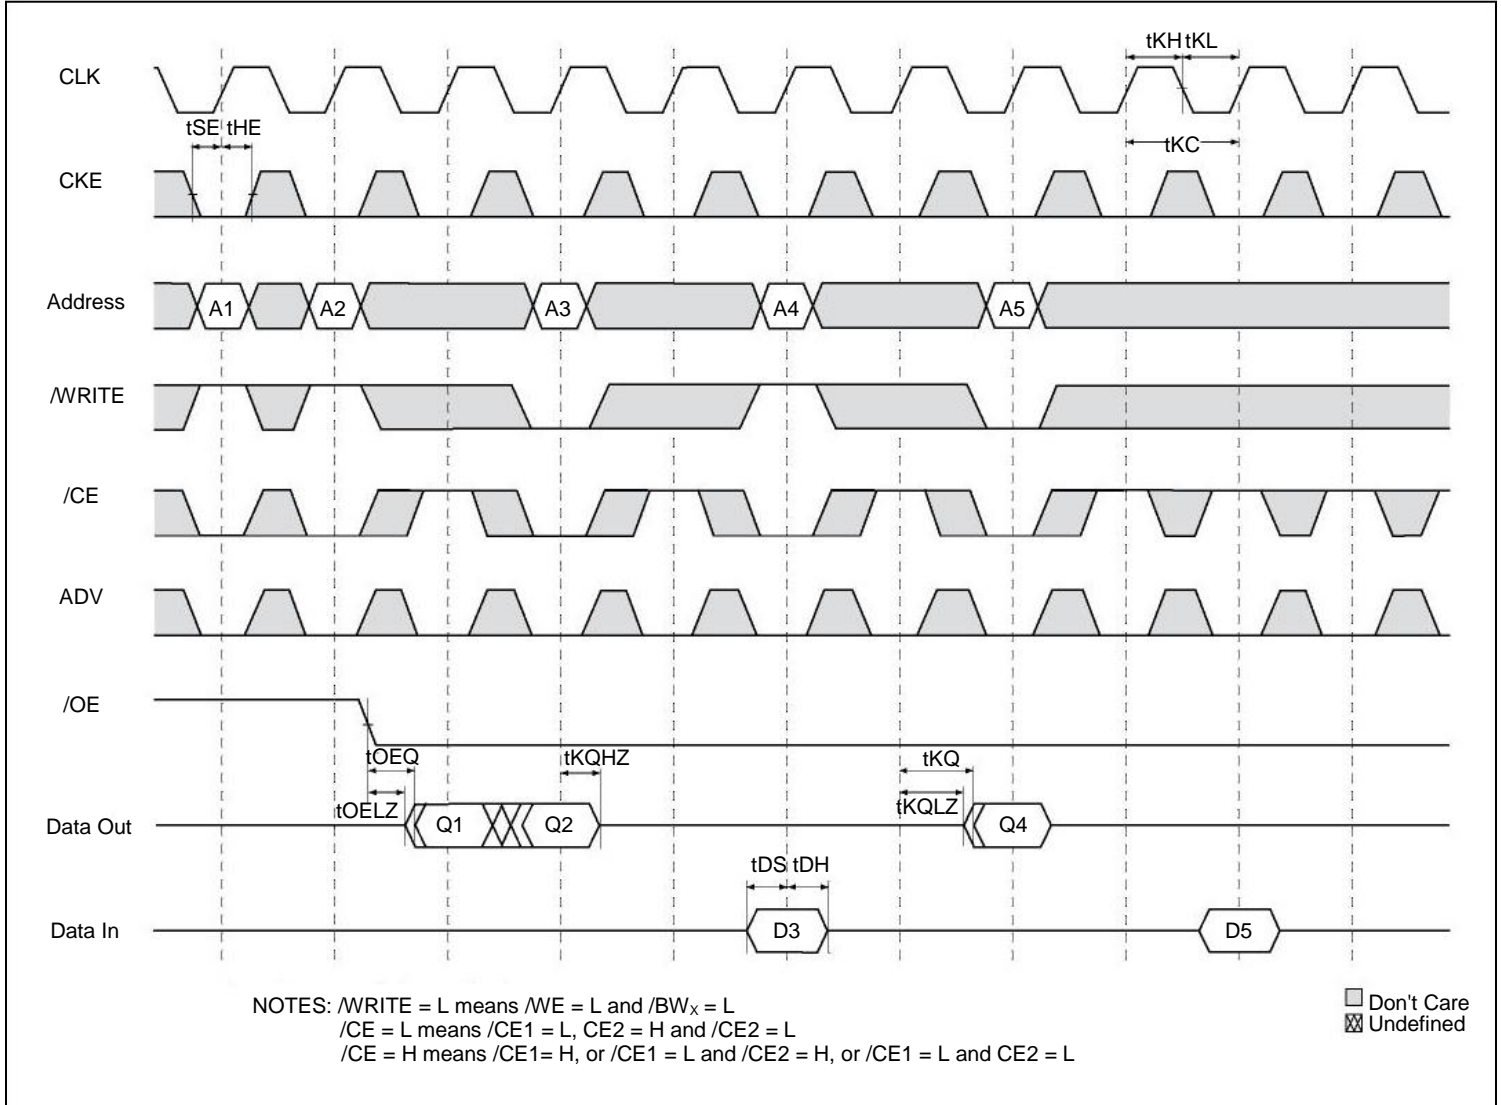 tKH tKL
CLK
tSE tHE
tKC
CKE
Address
A1 A2 A3 A4 A5
/WRITE
/CE
ADV
/OE
tOEQ tKQHZ tKQ
tOELZ tKQLZ
Data Out
Q1 Q2 Q4
tDS tDH
Data In
D3 D5
NOTES: /WRITE = L means /WE = L and /BWX = L
/CE = L means /CE1 = L, CE2 = H and /CE2 = L
/CE = H means /CE1= H, or /CE1 = L and /CE2 = H, or /CE1 = L and CE2 = L
Don't Care
Undefined